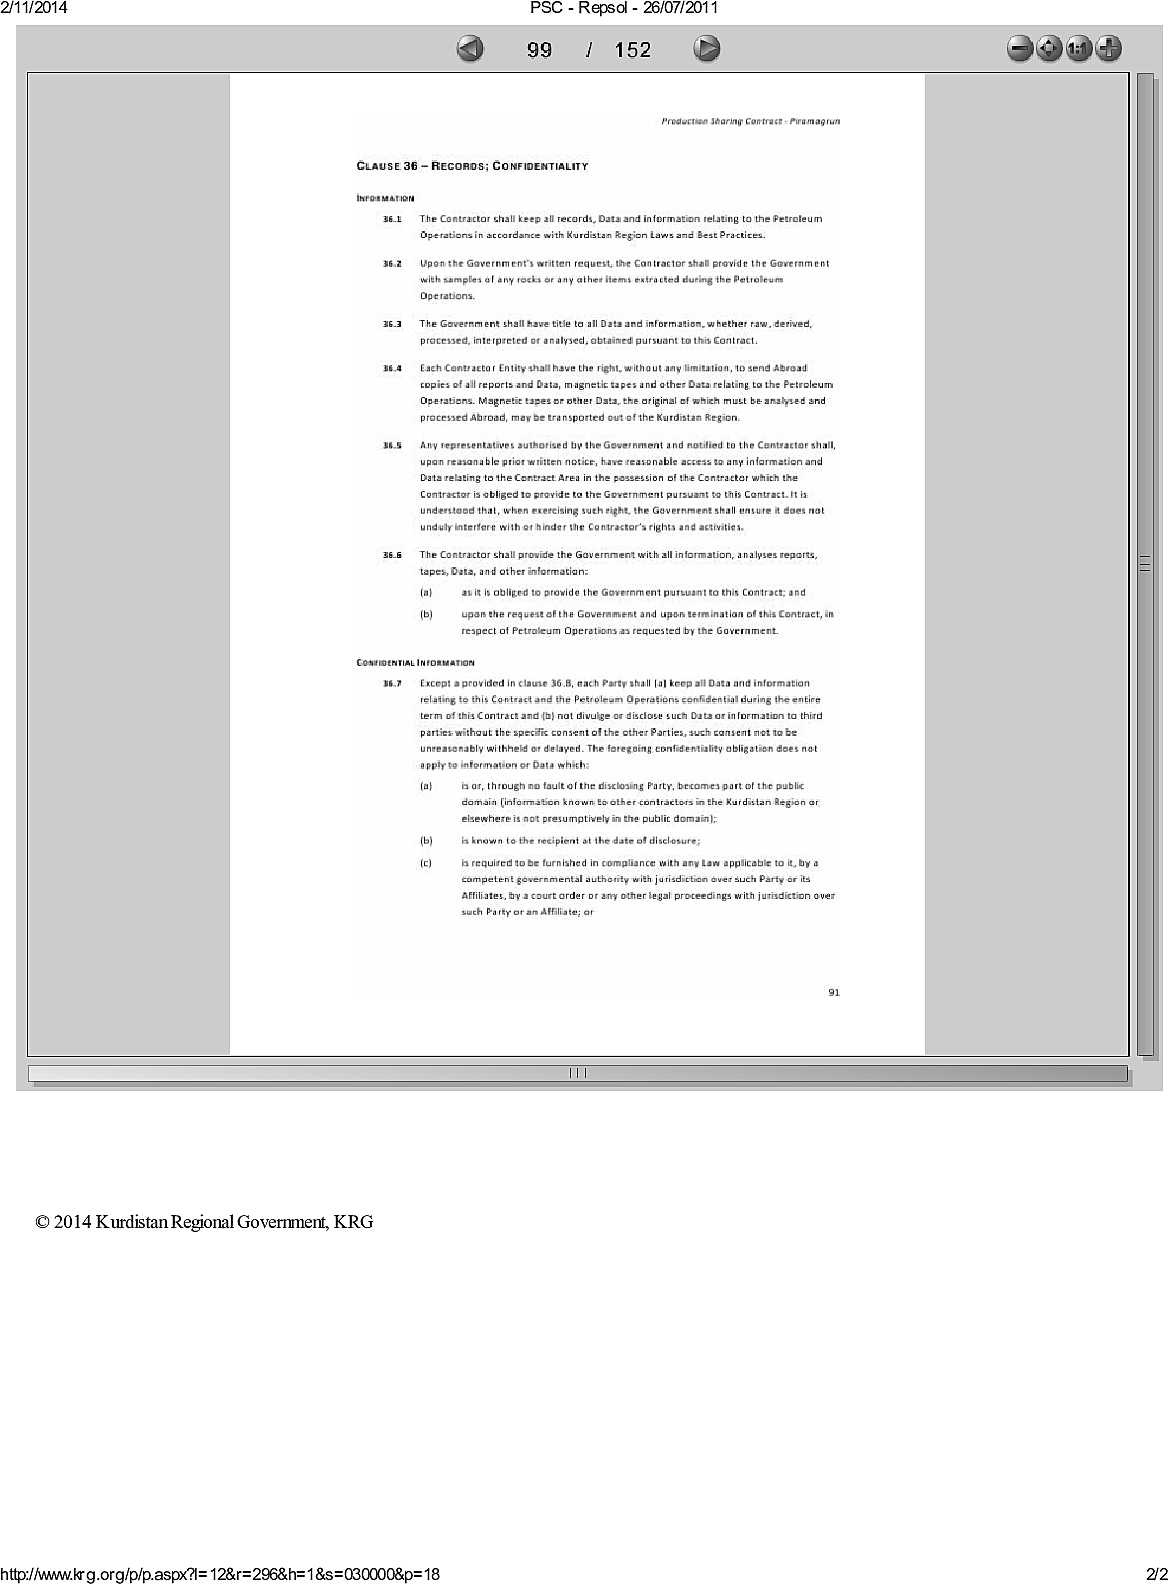 2/11/2014 PSC - Repsol - 26/07/2011
99 / 152
1:1
Production Sharing Contract - Piramagrun
CLAUSE 36 – RECORDS; CONFIDENTIALITY
INFORMATION
36.1 The Contractor shall keep all records, Data and information relating to the Petroleum
Operations in accordance with Kurdistan Region Laws and Best Practices.
36.2 Upon the Government's written request, the Contractor shall provide the Government
with samples of any rocks or any other items extracted during the Petroleum
Operations.
36.3 The Government shall have title to all Data and information, whether raw, derived,
processed, interpreted or analysed, obtained pursuant to this Contract.
36.4 Each Contractor Entity shall have the right, without any limitation, to send Abroad
copies of all reports and Data, magnetic tapes and other Data relating to the Petroleum
Operations. Magnetic tapes or other Data, the original of which must be analysed and
processed Abroad, may be transported out of the Kurdistan Region.
36.5 Any representatives authorised by the Government and notified to the Contractor shall,
upon reasonable prior written notice, have reasonable access to any information and
Data relating to the Contract Area in the possession of the Contractor which the
Contractor is obliged to provide to the Government pursuant to this Contract. It is
understood that, when exercising such right, the Government shall ensure it does not
unduly interfere with or hinder the Contractor's rights and activities.
36.6 The Contractor shall provide the Government with all information, analyses reports,
tapes, Data, and other information:
(a) as it is obliged to provide the Government pursuant to this Contract; and
(b) upon the request of the Government and upon termination of this Contract, in
respect of Petroleum Operations as requested by the Government.
CONFIDENTIAL INFORMATION
36.7 Except a provided in clause 36.8, each Party shall (a) keep all Data and information
relating to this Contract and the Petroleum Operations confidential during the entire
term of this Contract and (b) not divulge or disclose such Data or information to third
parties without the specific consent of the other Parties, such consent not to be
unreasonably withheld or delayed. The foregoing confidentiality obligation does not
apply to information or Data which:
(a) is or, through no fault of the disclosing Party, becomes part of the public
domain (information known to other contractors in the Kurdistan Region or
elsewhere is not presumptively in the public domain);
(b) is known to the recipient at the date of disclosure;
(c) is required to be furnished in compliance with any Law applicable to it, by a
competent governmental authority with jurisdiction over such Party or its
Affiliates, by a court order or any other legal proceedings with jurisdiction over
such Party or an Affiliate; or
91
© 2014 Kurdistan Regional Government, KRG
http://www.krg.org/p/p.aspx?l=12&r=296&h=1&s=030000&p=18 2/2